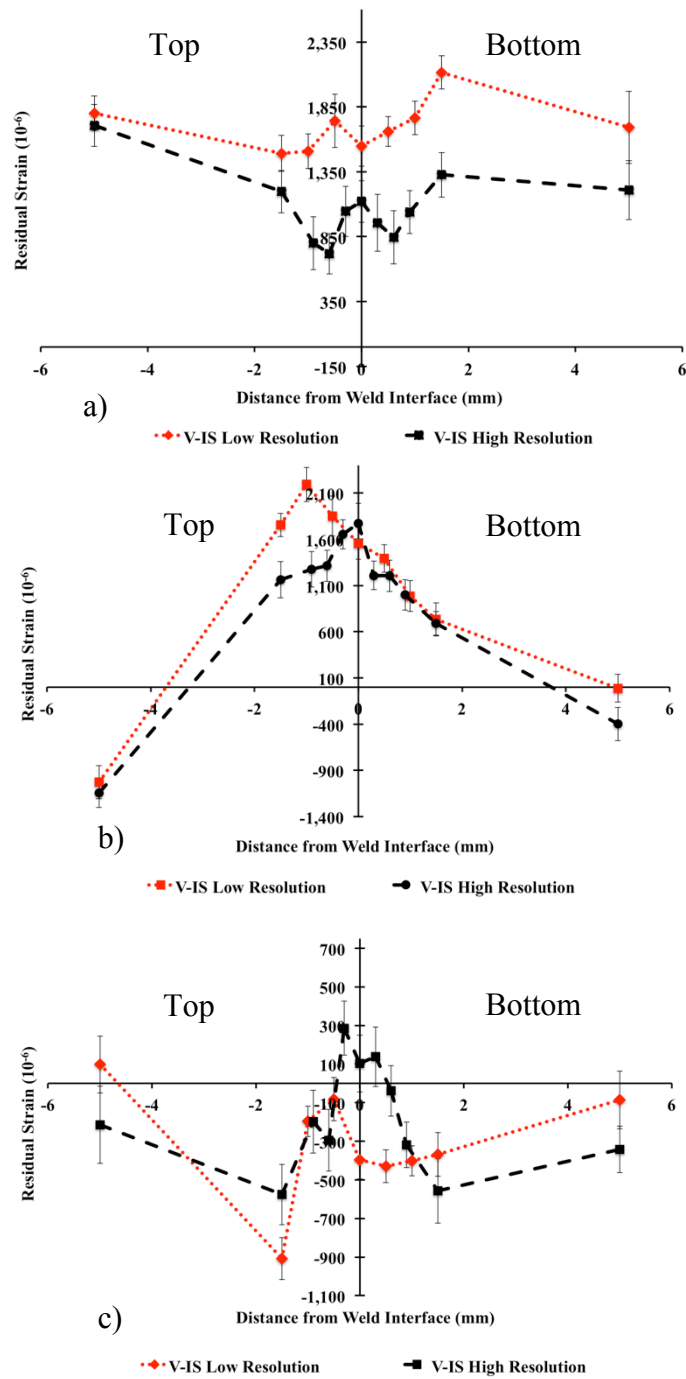 Top
Bottom
2,350
1,850
1,350
850
350
-150
Residual Strain (10⁻⁶)
-6
-4
-2
0
2
4
6
Distance from Weld Interface (mm)
a)
V-IS Low Resolution
V-IS High Resolution
Top
Bottom
2,100
1,600
1,100
600
100
-400
-900
-1,400
Residual Strain (10⁻⁶)
-6
-4
-2
0
2
4
6
b)
Distance from Weld Interface (mm)
V-IS Low Resolution
V-IS High Resolution
Top
Bottom
700
500
300
100
-100
-300
-500
-700
-900
-1,100
Residual Strain (10⁻⁶)
-6
-4
-2
0
2
4
6
c)
Distance from Weld Interface (mm)
V-IS Low Resolution
V-IS High Resolution